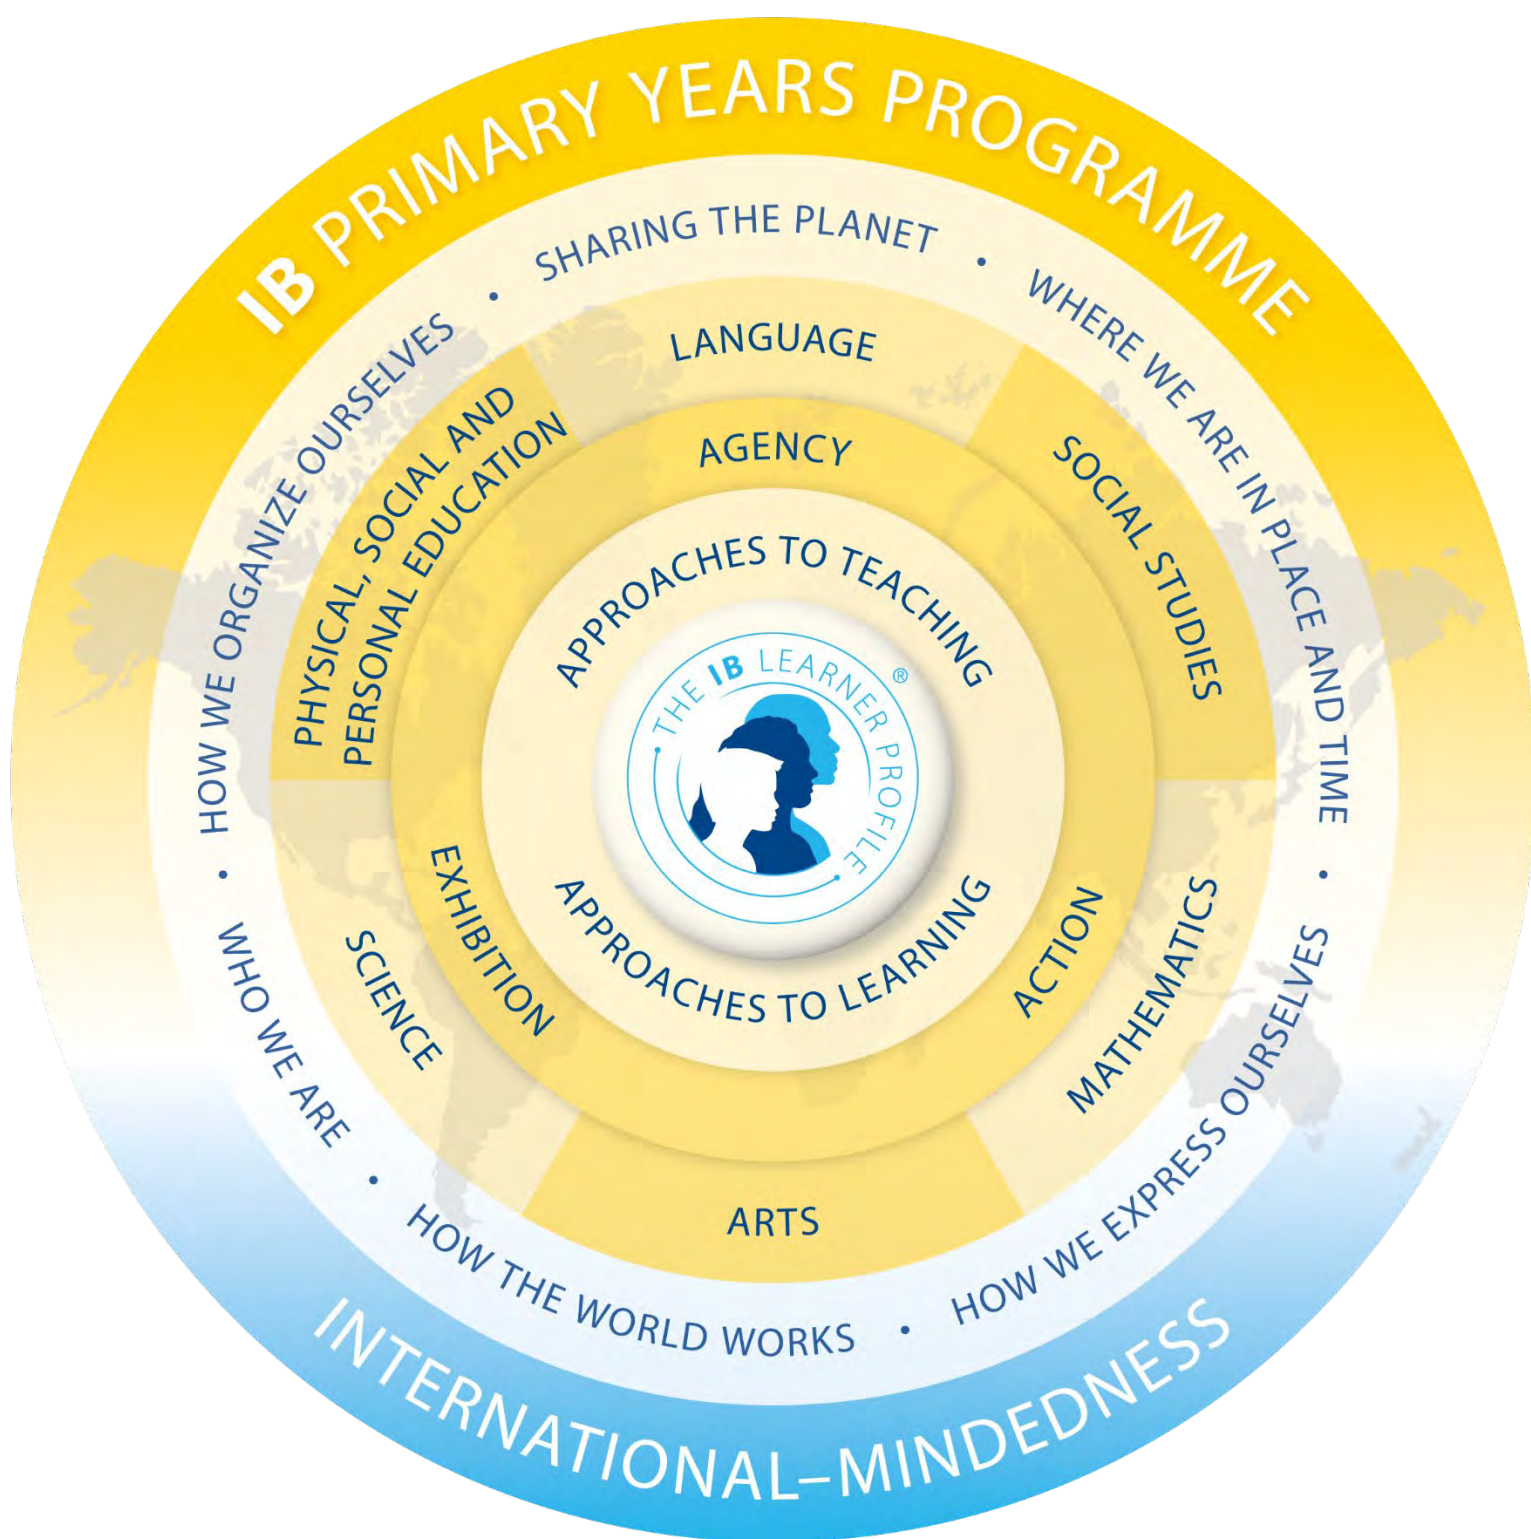 IB PRIMARY YEARS PROGRAMME
SHARING THE PLANET
•
WHERE WE ARE IN PLACE AND TIME
•
HOW WE EXPRESS OURSELVES
•
HOW THE WORLD WORKS
•
WHO WE ARE
•
HOW WE ORGANIZE OURSELVES
•
LANGUAGE
SOCIAL STUDIES
MATHEMATICS
ARTS
SCIENCE
PHYSICAL, SOCIAL AND
PERSONAL EDUCATION
AGENCY
ACTION
EXHIBITION
APPROACHES TO TEACHING
THE IB LEARNER PROFILE ®
APPROACHES TO LEARNING
INTERNATIONAL–MINDEDNESS